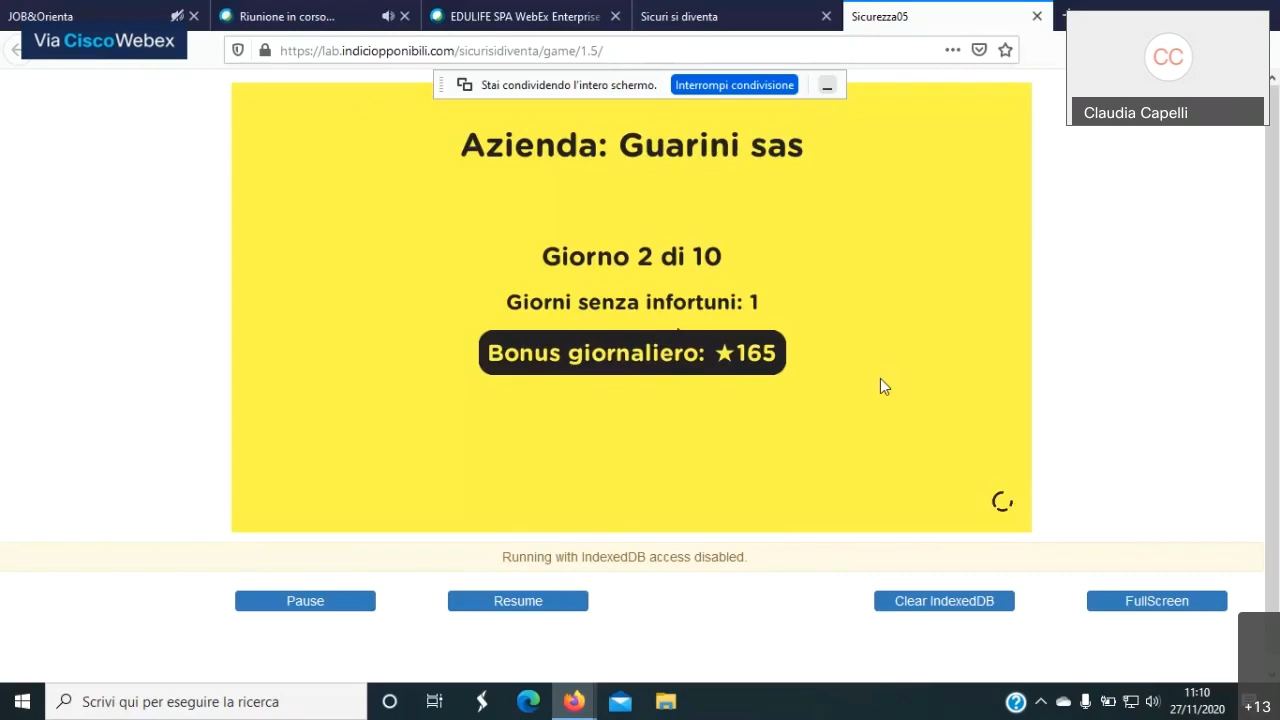 JOB&Orienta
Riunione in corso...
EDULIFE SPA WebEx Enterprise
Sicuri si diventa
Sicurezza05
Via CiscoWebex
https://lab.indiciopponibili.com/sicurisidiventa/game/1.5/
CC
Claudia Capelli
Stai condividendo l'intero schermo.
Interrompi condivisione
Azienda: Guarini sas
Giorno 2 di 10
Giorni senza infortuni: 1
Bonus giornaliero: ★165
Running with IndexedDB access disabled.
Pause
Resume
Clear IndexedDB
FullScreen
Scrivi qui per eseguire la ricerca
11:10
27/11/2020
+13